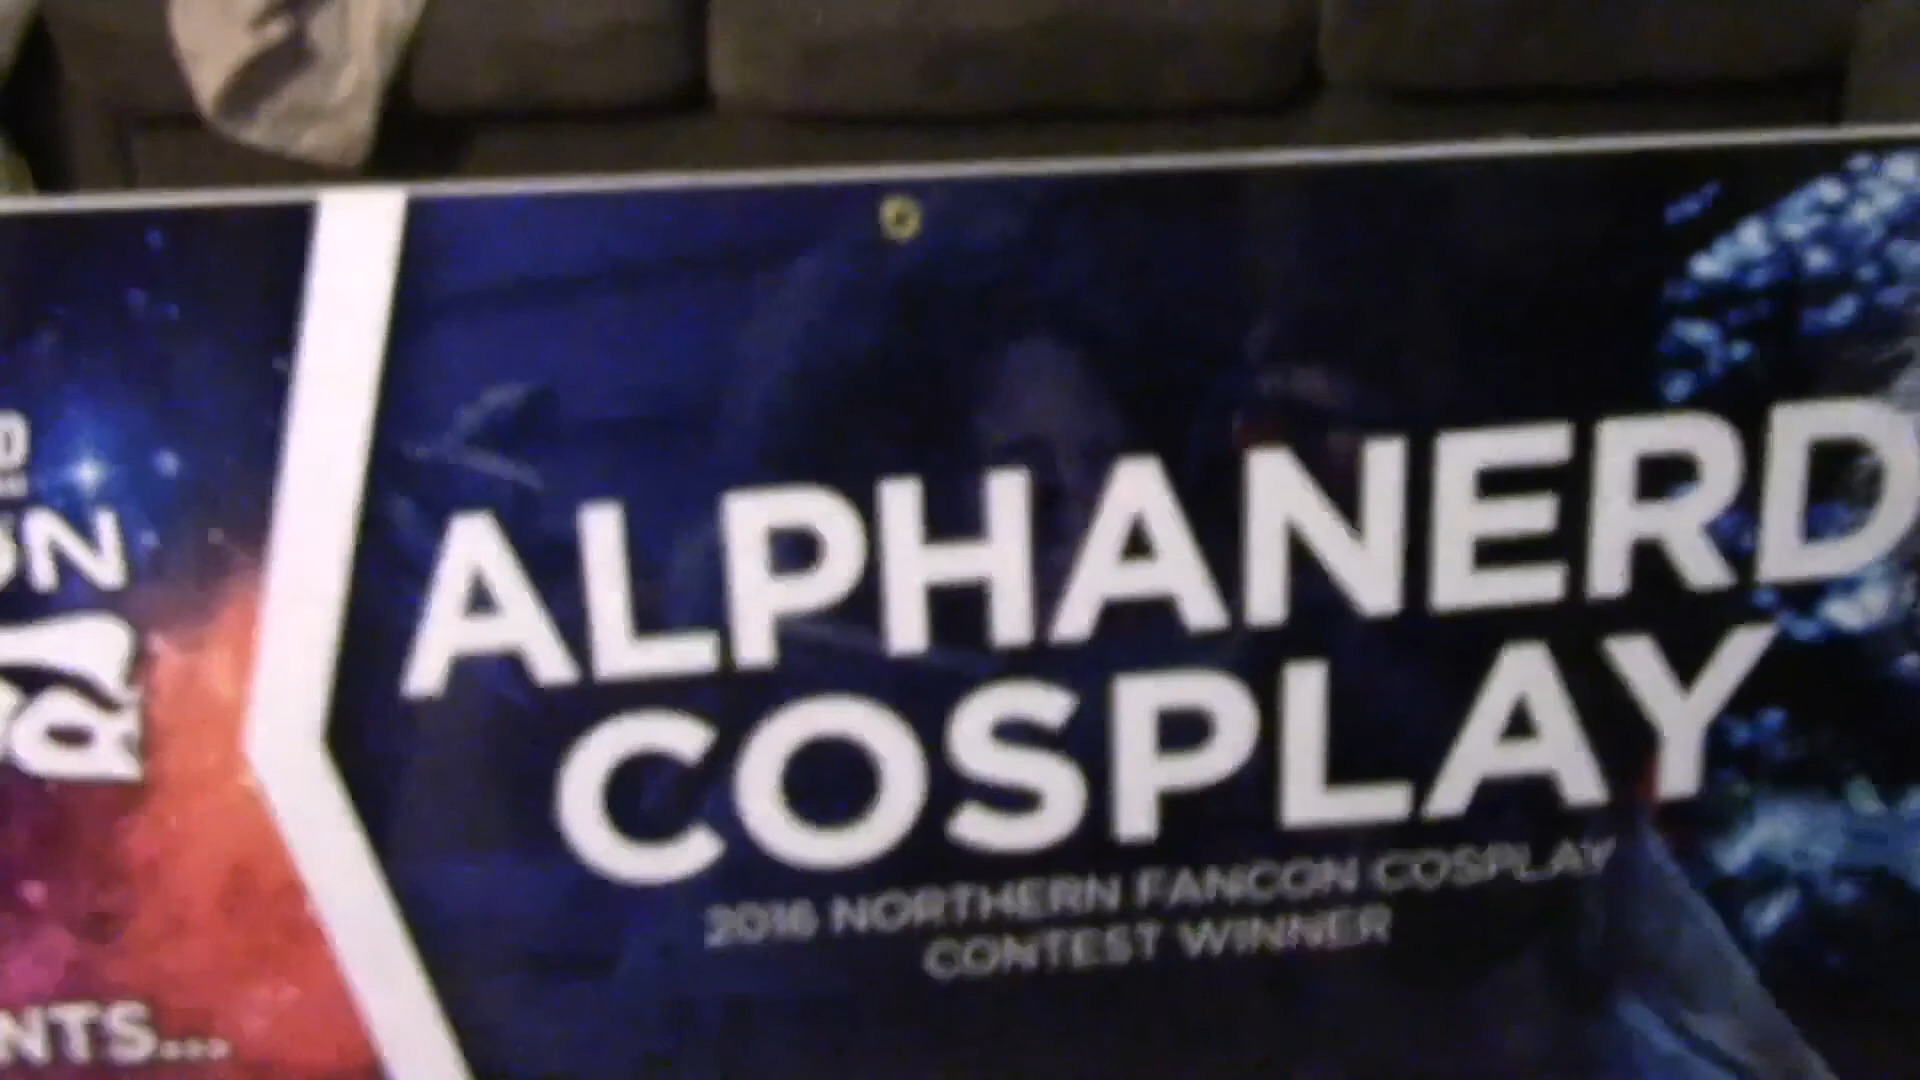 ALPHANERD
COSPLAY
2016 NORTHERN FANCON COSPLAY
CONTEST WINNER